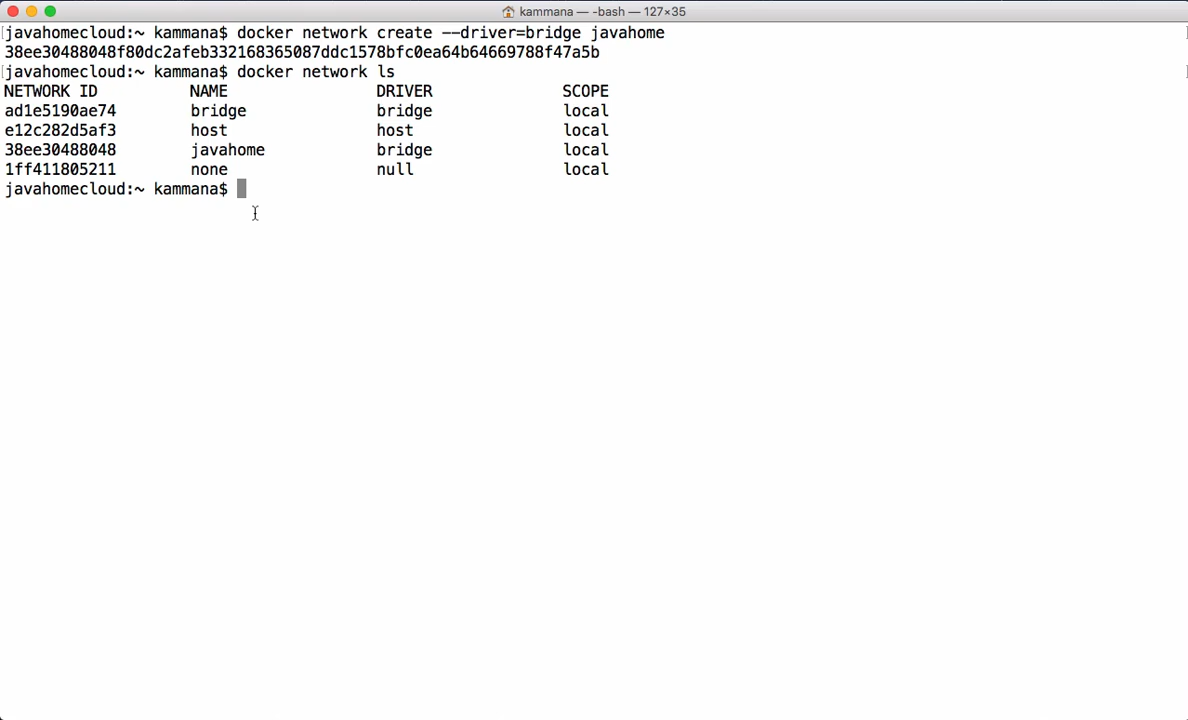 kammana — -bash — 127×35
[javahomecloud:~ kammana$ docker network create --driver=bridge javahome ]
38ee30488048f80dc2afeb332168365087ddc1578bfc0ea64b64669788f47a5b
[javahomecloud:~ kammana$ docker network ls ]
NETWORK ID NAME DRIVER SCOPE
ad1e5190ae74 bridge bridge local
e12c282d5af3 host host local
38ee30488048 javahome bridge local
1ff411805211 none null local
javahomecloud:~ kammana$